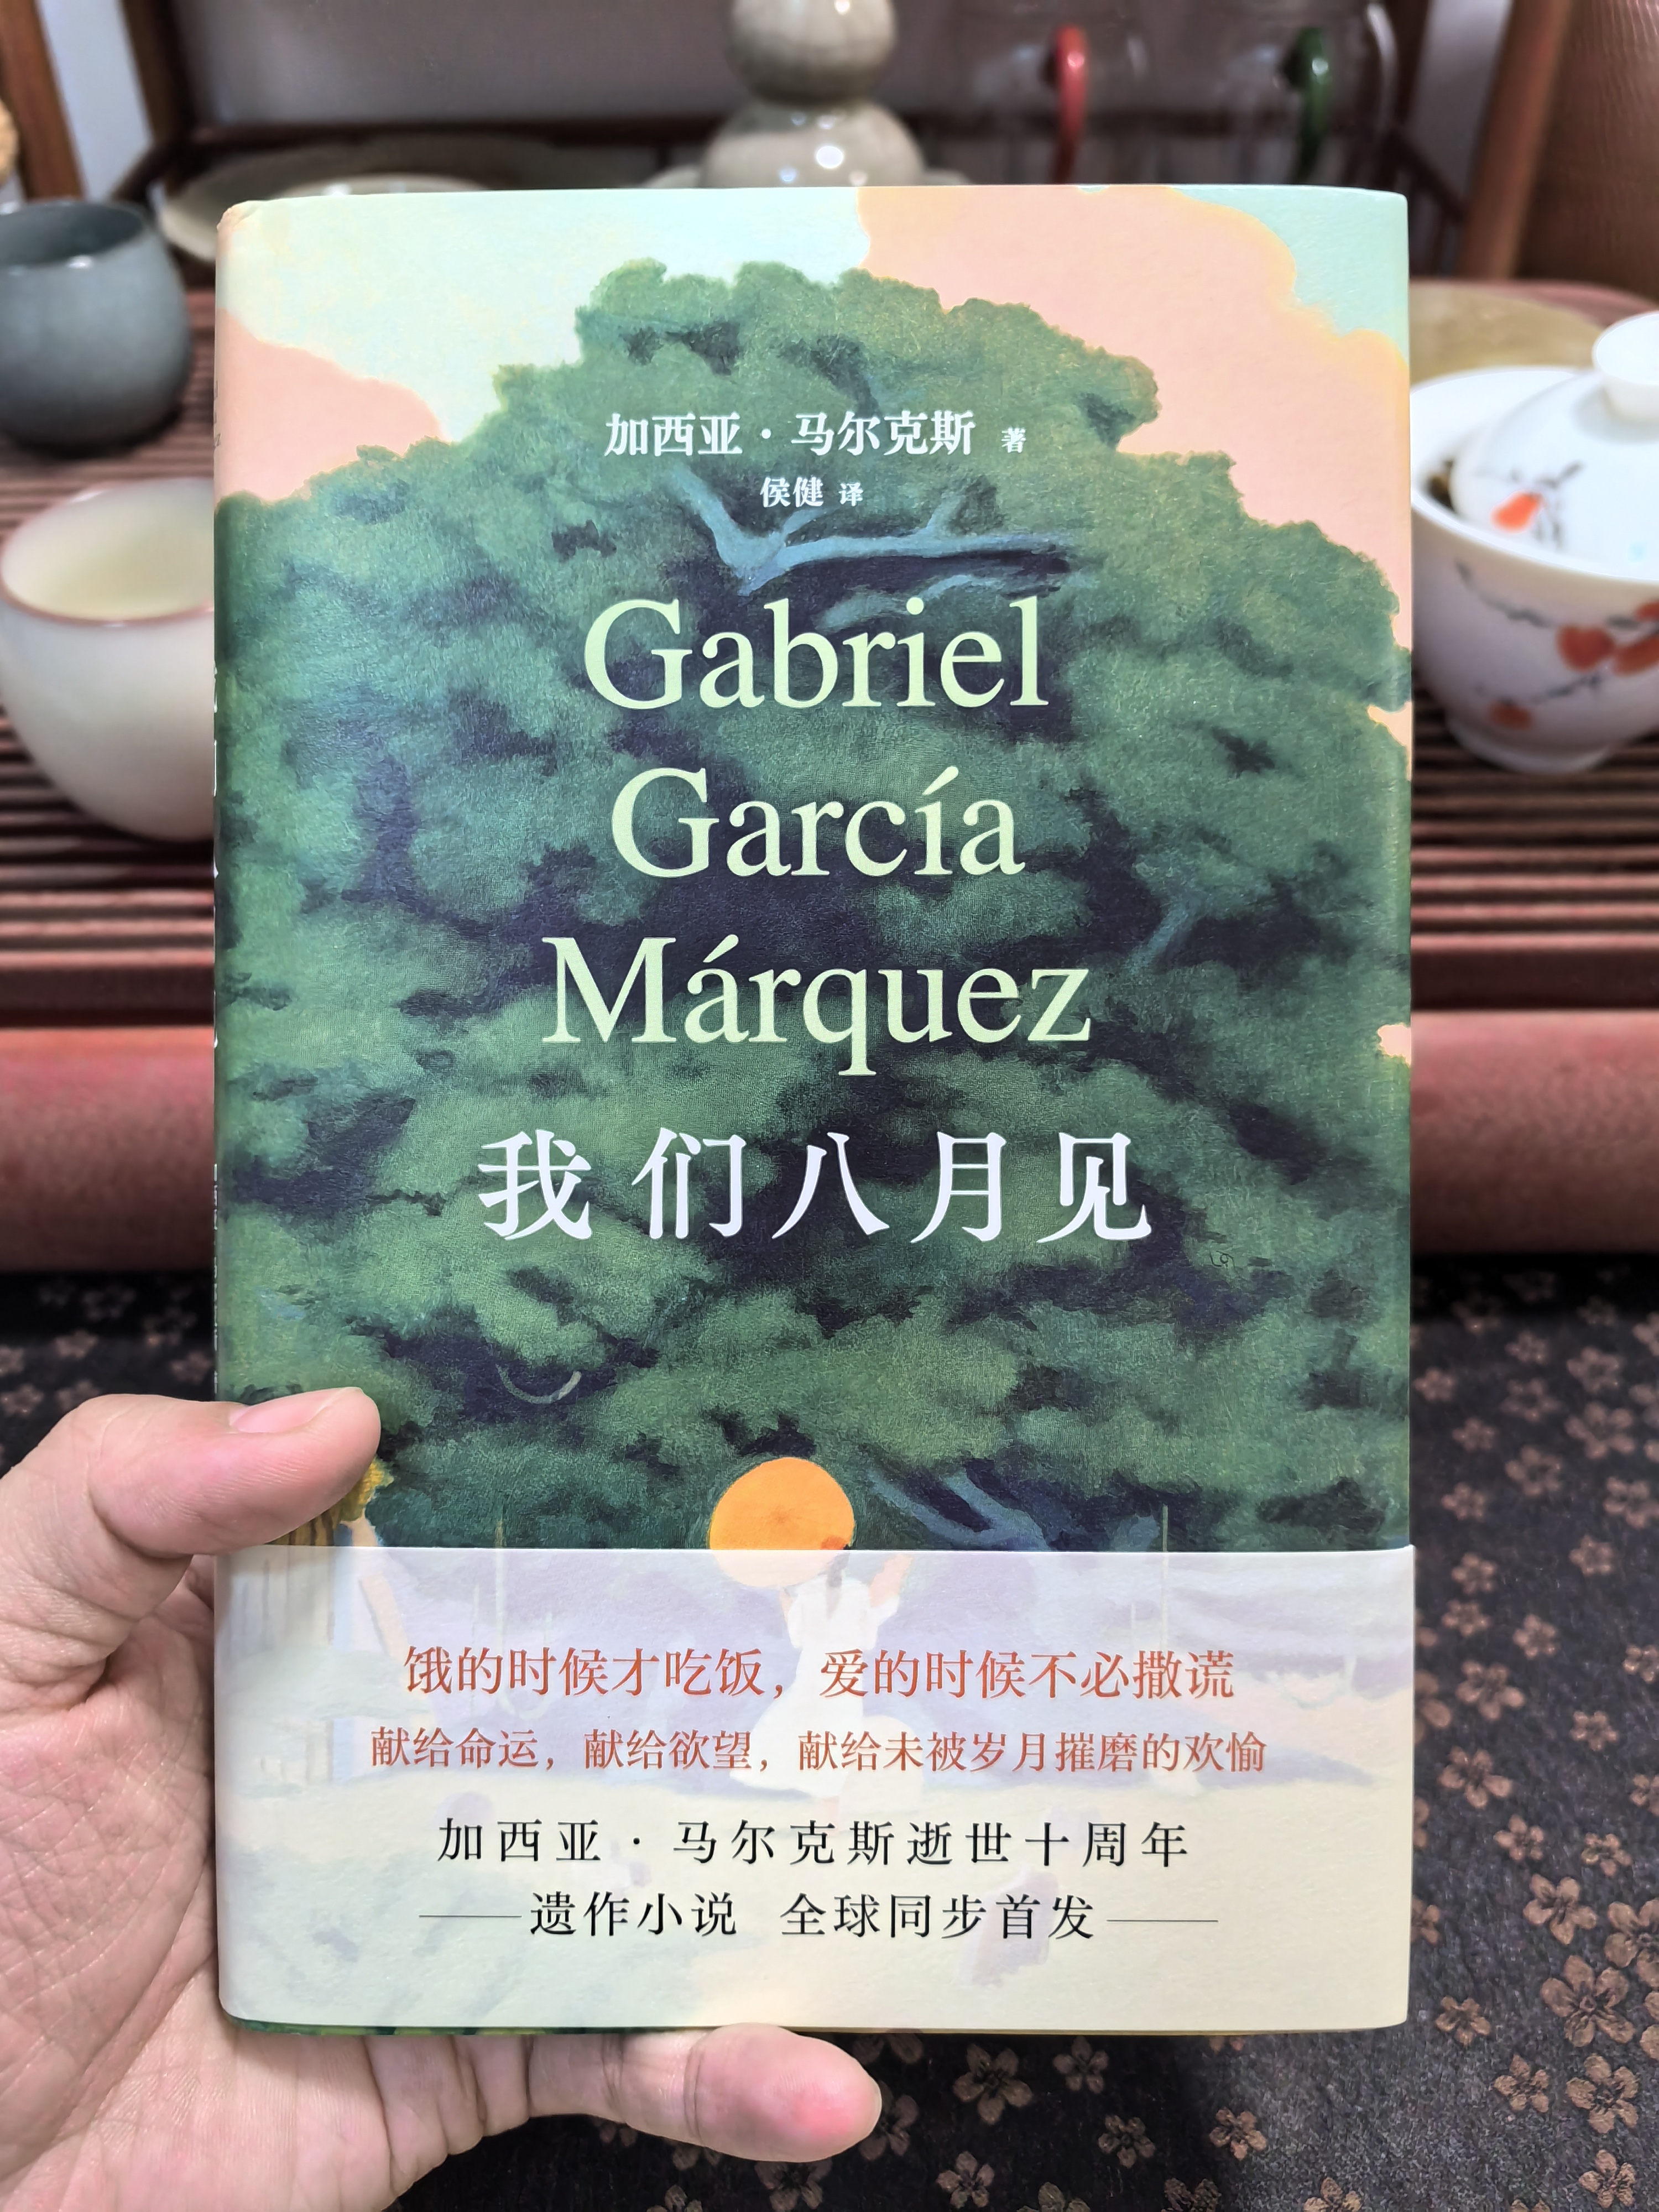 加西亚·马尔克斯 著
侯健 译
Gabriel
García
Márquez
我们八月见
饿的时候才吃饭，爱的时候不必撒谎
献给命运，献给欲望，献给未被岁月摧磨的欢愉
加西亚·马尔克斯逝世十周年
——遗作小说 全球同步首发——